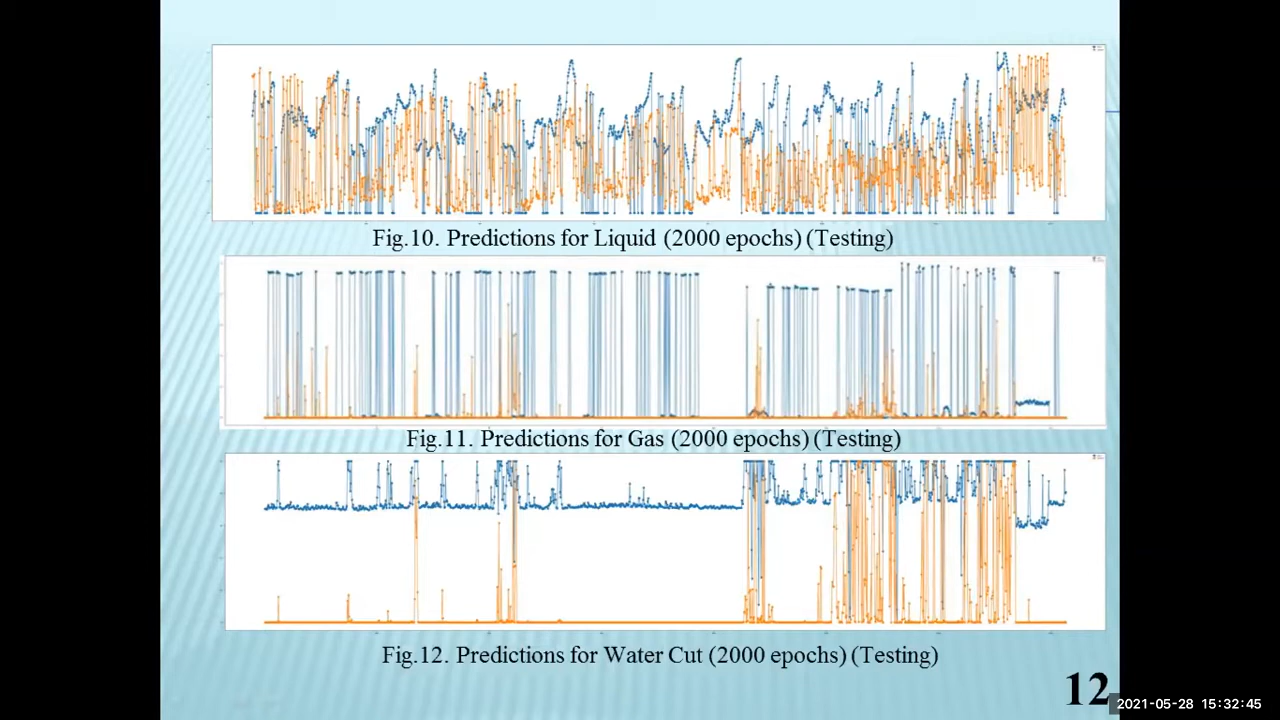 Fig.10. Predictions for Liquid (2000 epochs) (Testing)
Fig.11. Predictions for Gas (2000 epochs) (Testing)
Fig.12. Predictions for Water Cut (2000 epochs) (Testing)
12
2021-05-28 15:32:45